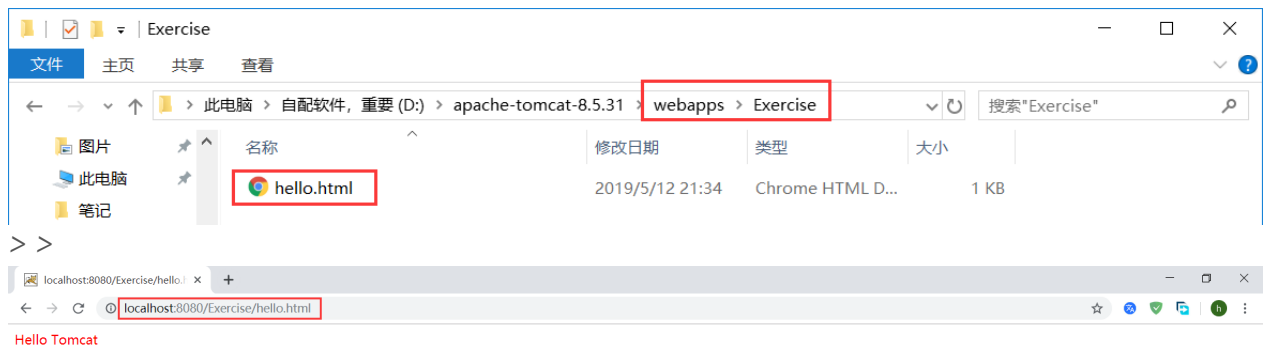 Exercise
文件 主页 共享 查看
此电脑 > 自配软件，重要 (D:) > apache-tomcat-8.5.31 > webapps > Exercise 搜索"Exercise"
图片 名称 修改日期 类型 大小
此电脑 hello.html 2019/5/12 21:34 Chrome HTML D... 1 KB
笔记
> >
localhost:8080/Exercise/hello.
localhost:8080/Exercise/hello.html h
Hello Tomcat